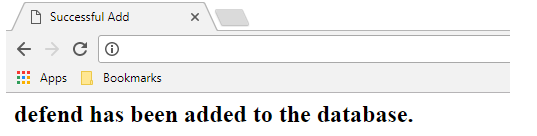 Successful Add
Apps Bookmarks
defend has been added to the database.